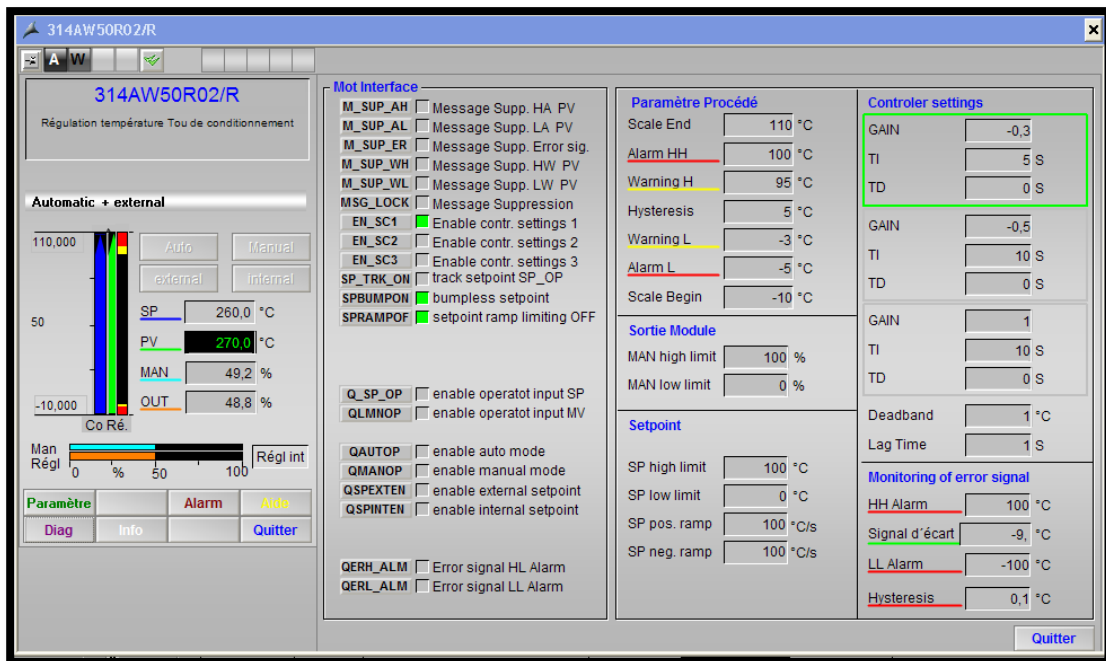 314AW50R02/R
A W
314AW50R02/R
Régulation température Tou de conditionnement
Automatic + external
110,000
50
-10,000
Co Ré.
Auto Manual
external internal
SP 260,0 °C
PV 270,0 °C
MAN 49,2 %
OUT 48,8 %
Man
Régl
0 % 50 100
Régl int
Paramètre Alarm Aide
Diag Info Quitter
Mot Interface
M_SUP_AH Message Supp. HA PV
M_SUP_AL Message Supp. LA PV
M_SUP_ER Message Supp. Error sig.
M_SUP_WH Message Supp. HW PV
M_SUP_WL Message Supp. LW PV
MSG_LOCK Message Suppression
EN_SC1 Enable contr. settings 1
EN_SC2 Enable contr. settings 2
EN_SC3 Enable contr. settings 3
SP_TRK_ON track setpoint SP_OP
SPBUMPON bumpless setpoint
SPRAMPOF setpoint ramp limiting OFF
Q_SP_OP enable operatot input SP
QLMNOP enable operatot input MV
QAUTOP enable auto mode
QMANOP enable manual mode
QSPEXTEN enable external setpoint
QSPINTEN enable internal setpoint
QERH_ALM Error signal HL Alarm
QERL_ALM Error signal LL Alarm
Paramètre Procédé
Scale End 110 °C
Alarm HH 100 °C
Warning H 95 °C
Hysteresis 5 °C
Warning L -3 °C
Alarm L -5 °C
Scale Begin -10 °C
Sortie Module
MAN high limit 100 %
MAN low limit 0 %
Setpoint
SP high limit 100 °C
SP low limit 0 °C
SP pos. ramp 100 °C/s
SP neg. ramp 100 °C/s
Controler settings
GAIN -0,3
TI 5 S
TD 0 S
GAIN -0,5
TI 10 S
TD 0 S
GAIN 1
TI 10 S
TD 0 S
Deadband 1 °C
Lag Time 1 S
Monitoring of error signal
HH Alarm 100 °C
Signal d´écart -9, °C
LL Alarm -100 °C
Hysteresis 0,1 °C
Quitter